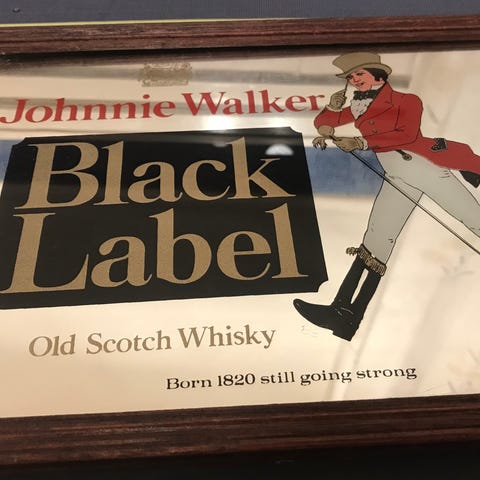 Johnnie Walker
Black
Label
Old Scotch Whisky
Born 1820 still going strong